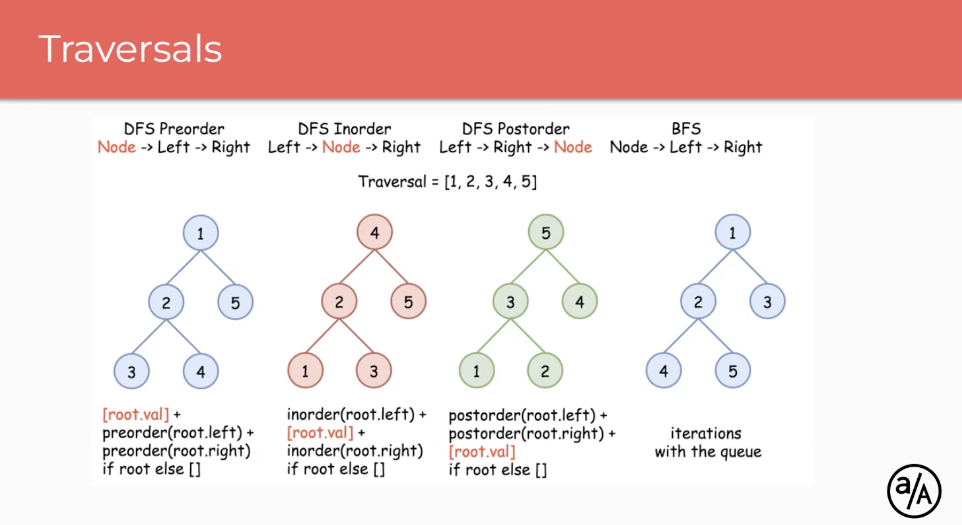 Traversals
DFS Preorder
Node -> Left -> Right
DFS Inorder
Left -> Node -> Right
DFS Postorder
Left -> Right -> Node
BFS
Node -> Left -> Right
Traversal = [1, 2, 3, 4, 5]
1
2
5
3
4
4
2
5
1
3
5
3
4
1
2
1
2
3
4
5
[root.val] +
preorder(root.left) +
preorder(root.right)
if root else []
inorder(root.left) +
[root.val] +
inorder(root.right)
if root else []
postorder(root.left) +
postorder(root.right) +
[root.val]
if root else []
iterations
with the queue
a/A